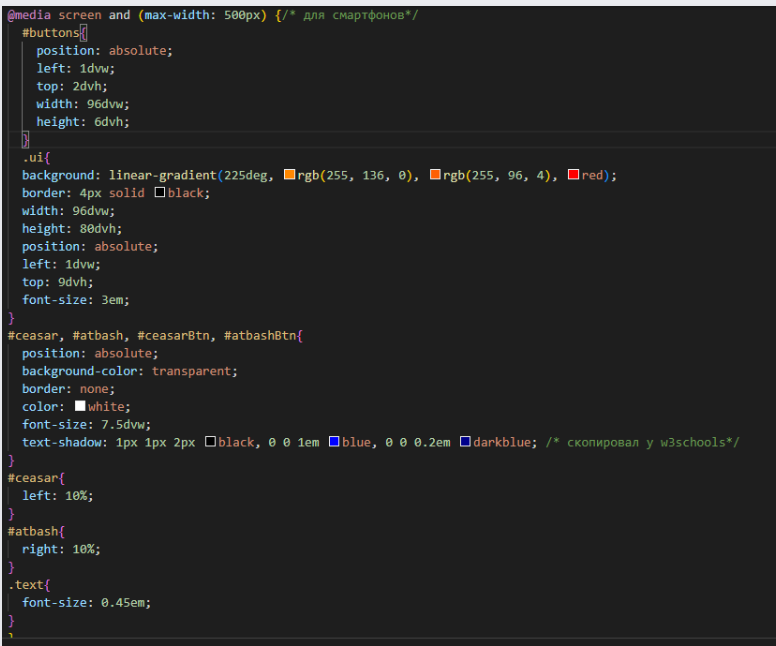 @media screen and (max-width: 500px) {/* для смартфонов*/
#buttons{
position: absolute;
left: 1dvw;
top: 2dvh;
width: 96dvw;
height: 6dvh;
}
.ui{
background: linear-gradient(225deg, rgb(255, 136, 0), rgb(255, 96, 4), red);
border: 4px solid black;
width: 96dvw;
height: 80dvh;
position: absolute;
left: 1dvw;
top: 9dvh;
font-size: 3em;
}
#ceasar, #atbash, #ceasarBtn, #atbashBtn{
position: absolute;
background-color: transparent;
border: none;
color: white;
font-size: 7.5dvw;
text-shadow: 1px 1px 2px black, 0 0 1em blue, 0 0 0.2em darkblue; /* скопировал у w3schools*/
}
#ceasar{
left: 10%;
}
#atbash{
right: 10%;
}
.text{
font-size: 0.45em;
}
}